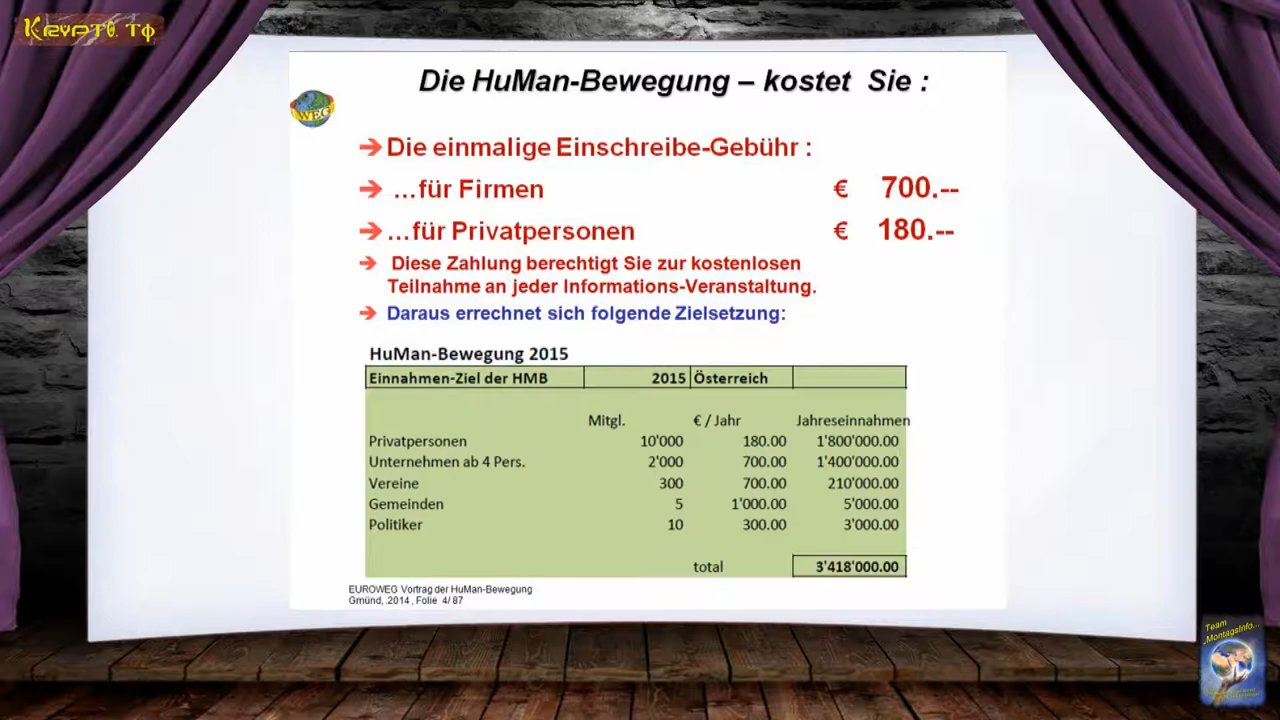 Krypto.Tφ
Die HuMan-Bewegung – kostet Sie :
WEG
➔ Die einmalige Einschreibe-Gebühr :
➔ ...für Firmen € 700.--
➔ ...für Privatpersonen € 180.--
➔ Diese Zahlung berechtigt Sie zur kostenlosen
Teilnahme an jeder Informations-Veranstaltung.
➔ Daraus errechnet sich folgende Zielsetzung:
HuMan-Bewegung 2015
Einnahmen-Ziel der HMB 2015 Österreich
Mitgl. € / Jahr Jahreseinnahmen
Privatpersonen 10'000 180.00 1'800'000.00
Unternehmen ab 4 Pers. 2'000 700.00 1'400'000.00
Vereine 300 700.00 210'000.00
Gemeinden 5 1'000.00 5'000.00
Politiker 10 300.00 3'000.00
total 3'418'000.00
EUROWEG Vortrag der HuMan-Bewegung
Gmünd, .2014 , Folie 4/ 87
Team
„MontagsInfo...